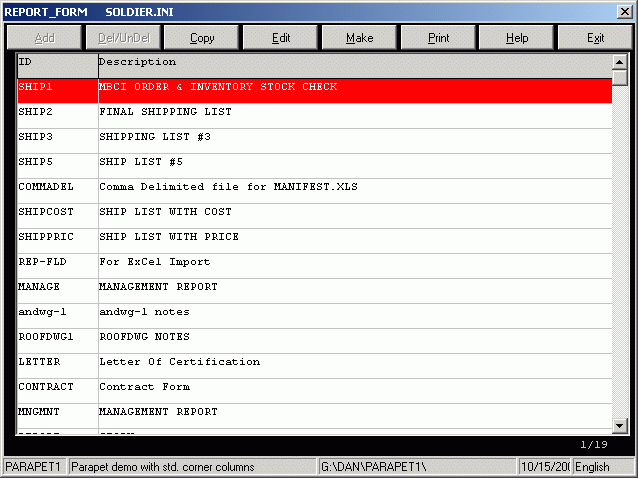 REPORT_FORM SOLDIER.INI
Add Del/UnDel Copy Edit Make Print Help Exit
ID Description
SHIP1 MBCI ORDER & INVENTORY STOCK CHECK
SHIP2 FINAL SHIPPING LIST
SHIP3 SHIPPING LIST #3
SHIP5 SHIP LIST #5
COMMADEL Comma Delimited file for MANIFEST.XLS
SHIPCOST SHIP LIST WITH COST
SHIPPRIC SHIP LIST WITH PRICE
REP-FLD For ExCel Import
MANAGE MANAGEMENT REPORT
andwg-1 andwg-1 notes
ROOFDWG1 ROOFDWG NOTES
LETTER Letter Of Certification
CONTRACT Contract Form
MNGMNT MANAGEMENT REPORT
1/19
PARAPET1 Parapet demo with std. corner columns G:\DAN\PARAPET1\ 10/15/200 English